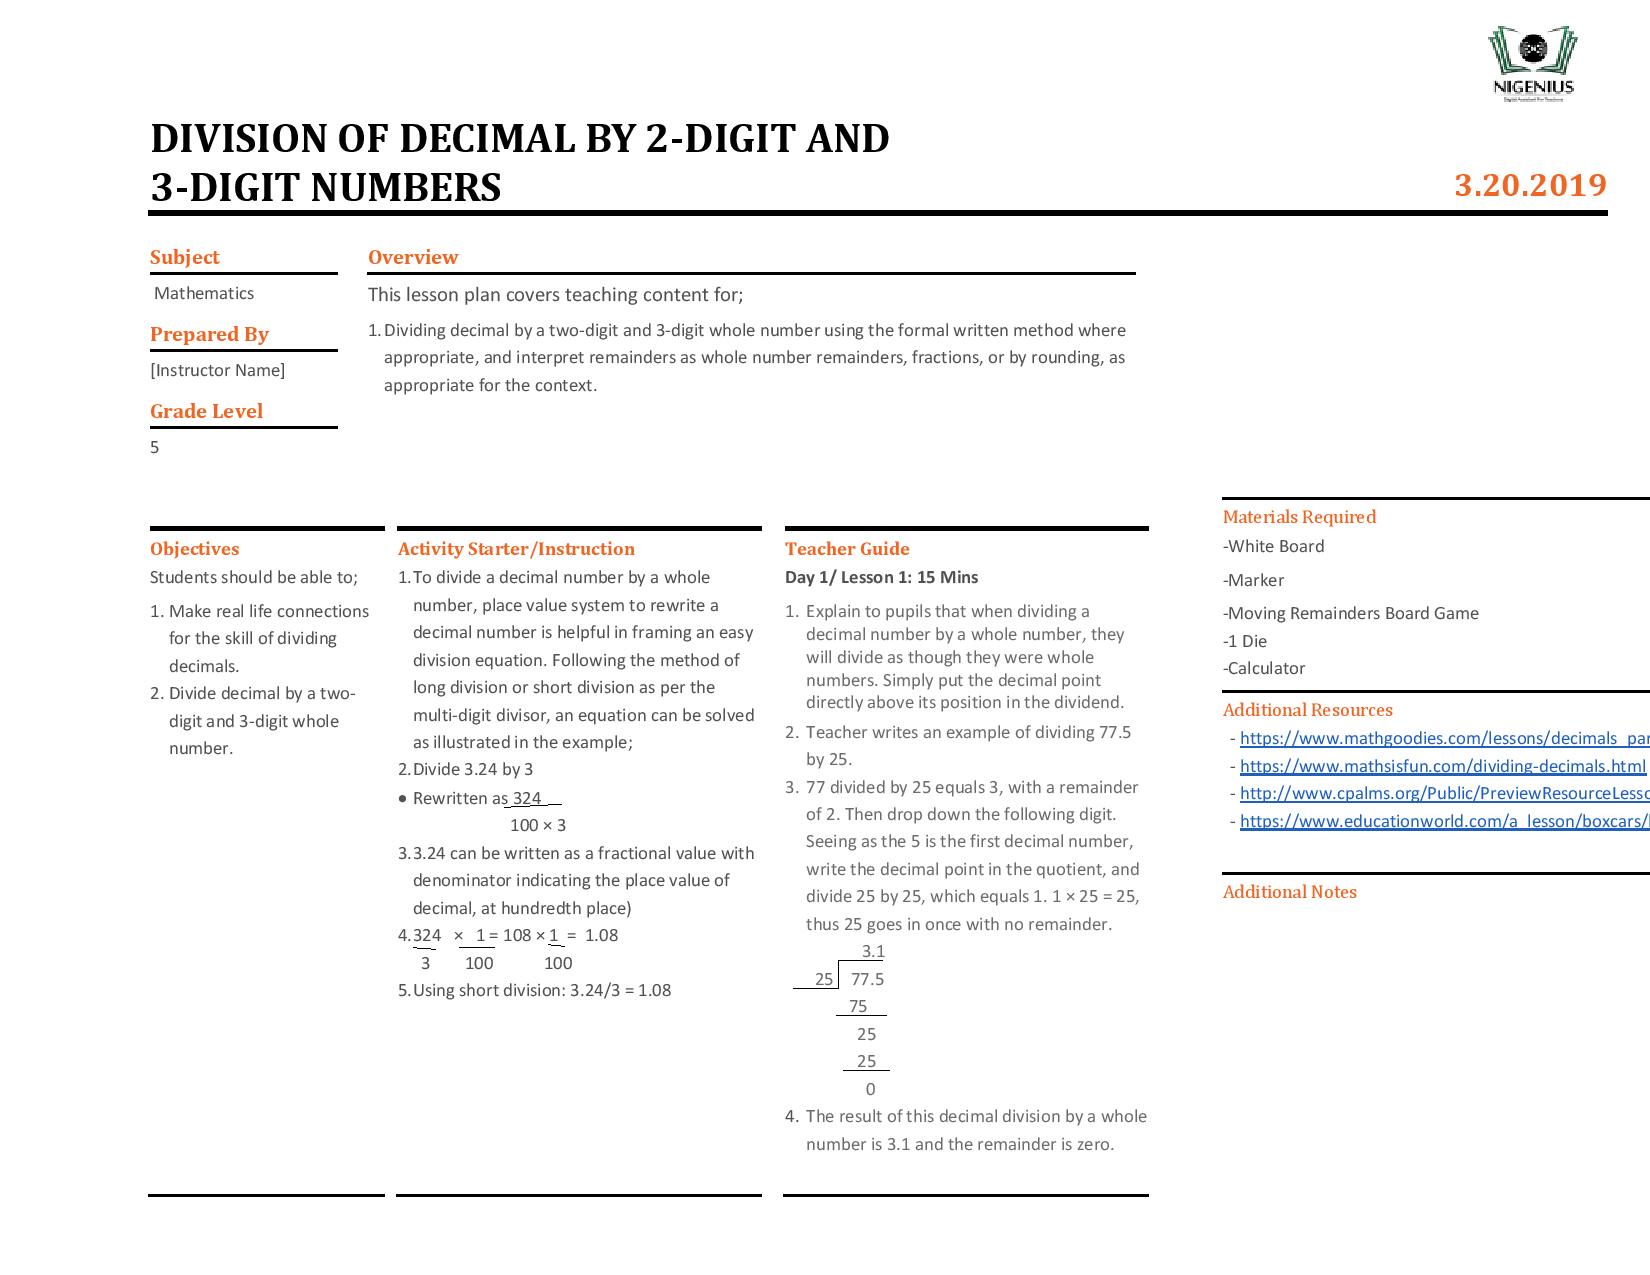 NIGENIUS
Digital Assistant For Teachers
DIVISION OF DECIMAL BY 2-DIGIT AND
3-DIGIT NUMBERS
3.20.2019
Subject
Mathematics
Prepared By
[Instructor Name]
Grade Level
5
Overview
This lesson plan covers teaching content for;
1. Dividing decimal by a two-digit and 3-digit whole number using the formal written method where
appropriate, and interpret remainders as whole number remainders, fractions, or by rounding, as
appropriate for the context.
Objectives
Students should be able to;
1. Make real life connections
for the skill of dividing
decimals.
2. Divide decimal by a two-
digit and 3-digit whole
number.
Activity Starter/Instruction
1. To divide a decimal number by a whole
number, place value system to rewrite a
decimal number is helpful in framing an easy
division equation. Following the method of
long division or short division as per the
multi-digit divisor, an equation can be solved
as illustrated in the example;
2. Divide 3.24 by 3
• Rewritten as 324
100 × 3
3. 3.24 can be written as a fractional value with
denominator indicating the place value of
decimal, at hundredth place)
4. 324 × 1 = 108 × 1 = 1.08
3 100 100
5. Using short division: 3.24/3 = 1.08
Teacher Guide
Day 1/ Lesson 1: 15 Mins
1. Explain to pupils that when dividing a
decimal number by a whole number, they
will divide as though they were whole
numbers. Simply put the decimal point
directly above its position in the dividend.
2. Teacher writes an example of dividing 77.5
by 25.
3. 77 divided by 25 equals 3, with a remainder
of 2. Then drop down the following digit.
Seeing as the 5 is the first decimal number,
write the decimal point in the quotient, and
divide 25 by 25, which equals 1. 1 × 25 = 25,
thus 25 goes in once with no remainder.
3.1
25 77.5
75
25
25
0
4. The result of this decimal division by a whole
number is 3.1 and the remainder is zero.
Materials Required
-White Board
-Marker
-Moving Remainders Board Game
-1 Die
-Calculator
Additional Resources
- https://www.mathgoodies.com/lessons/decimals_par
- https://www.mathsisfun.com/dividing-decimals.html
- http://www.cpalms.org/Public/PreviewResourceLesso
- https://www.educationworld.com/a_lesson/boxcars/
Additional Notes